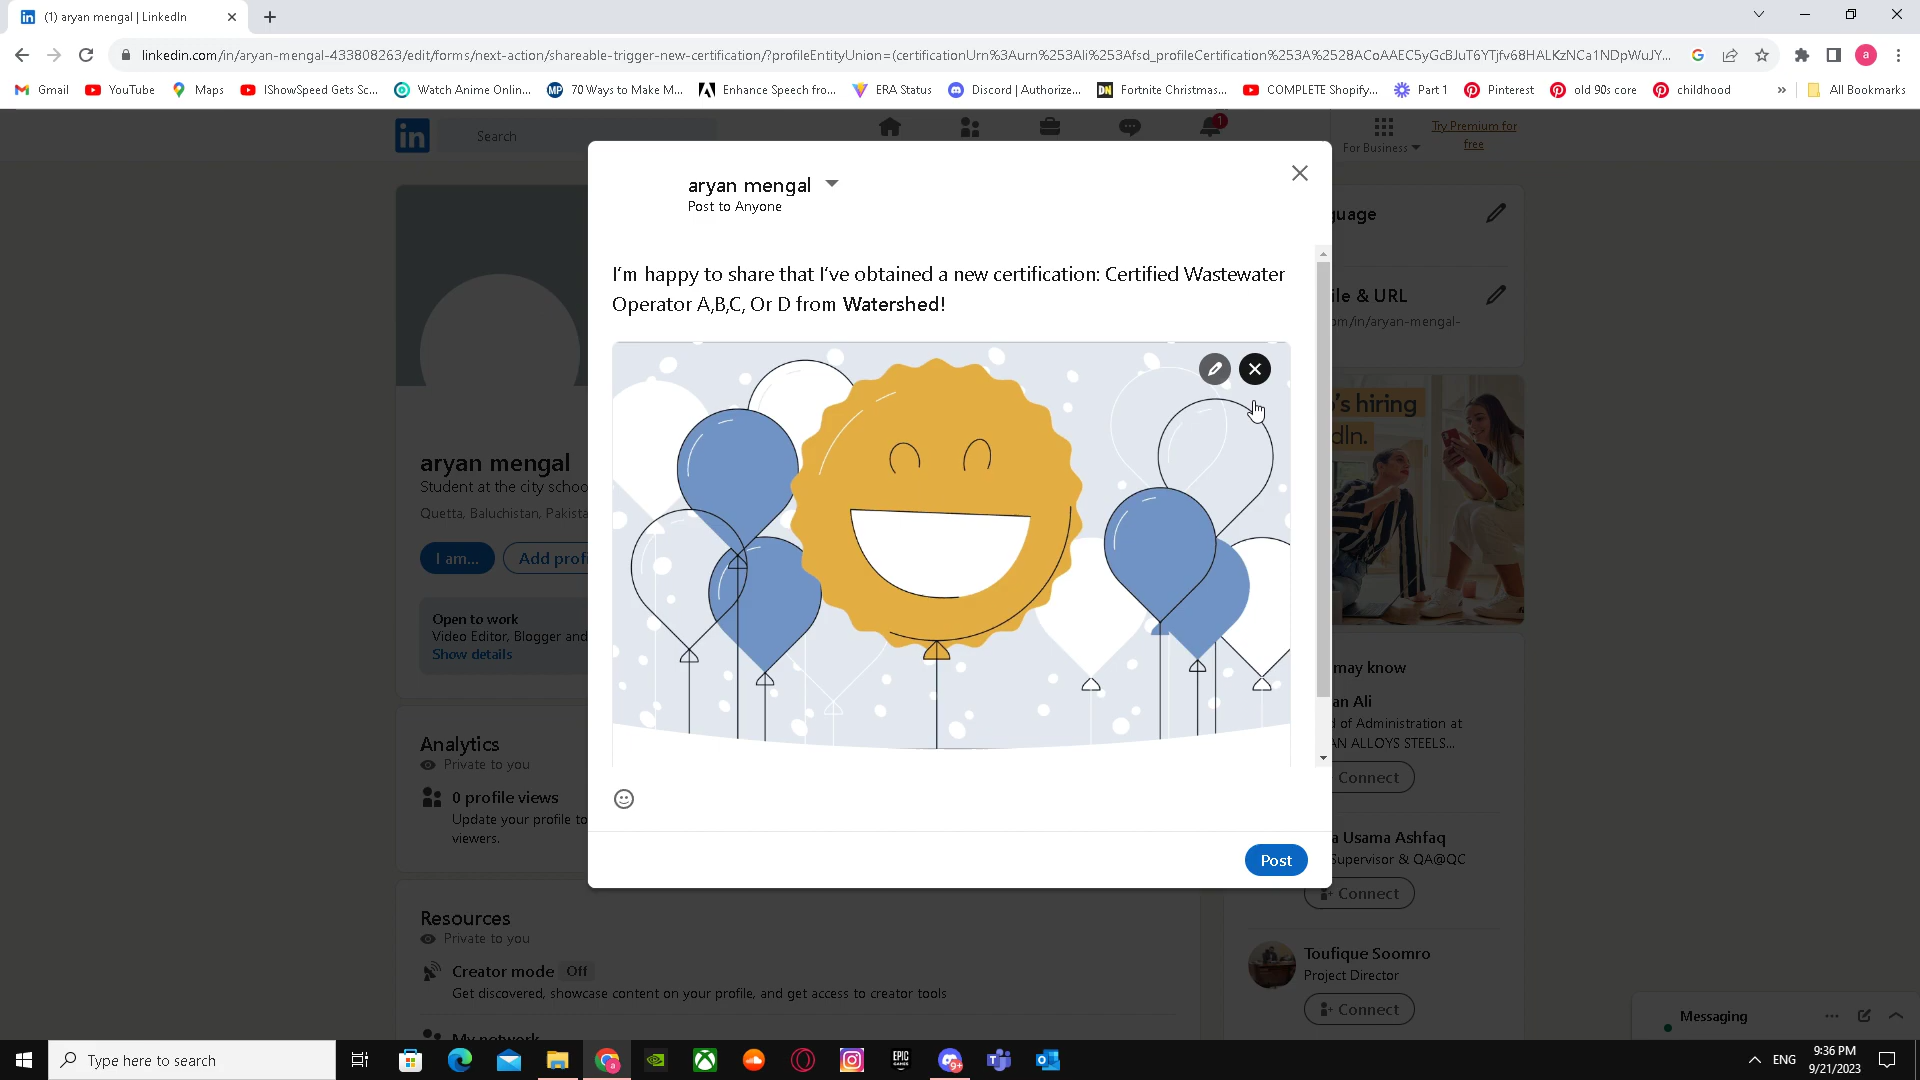 (1) aryan mengal | LinkedIn
linkedin.com/in/aryan-mengal-433808263/edit/forms/next-action/shareable-trigger-new-certification/?profileEntityUnion=(certificationUrn%3Aurn%253Ali%253Afsd_profileCertification%253A%2528ACoAAEC5yGcBJuT6YTjfv68HALKzNCa1NDpWuJY...
a
Gmail YouTube Maps IShowSpeed Gets Sc... Watch Anime Onlin... 70 Ways to Make M... Enhance Speech fro... ERA Status Discord | Authorize... Fortnite Christmas... COMPLETE Shopify... Part 1 Pinterest old 90s core childhood » All Bookmarks
in Search 1 For Business Try Premium for
free
aryan mengal
Post to Anyone
I'm happy to share that I've obtained a new certification: Certified Wastewater
Operator A,B,C, Or D from Watershed!
Post
guage
ile & URL
om/in/aryan-mengal-
's hiring
dIn.
aryan mengal
Student at the city schoo
Quetta, Baluchistan, Pakista
I am... Add profi
Open to work
Video Editor, Blogger and
Show details
Analytics
Private to you
0 profile views
Update your profile to
viewers.
Resources
Private to you
Creator mode Off
Get discovered, showcase content on your profile, and get access to creator tools
My network
may know
an Ali
d of Administration at
AN ALLOYS STEELS...
Connect
a Usama Ashfaq
Supervisor & QA@QC
Connect
Toufique Soomro
Project Director
Connect
Messaging
Type here to search
9+
ENG
9:36 PM
9/21/2023